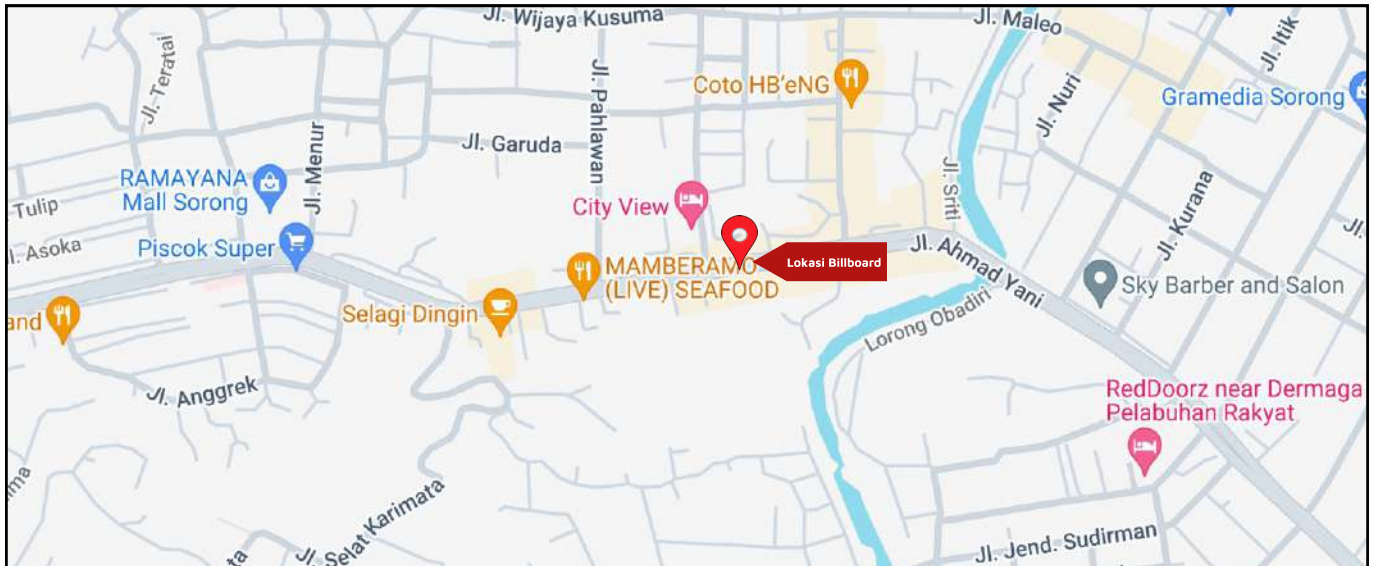 Jl. Wijaya Kusuma
Jl. Maleo
Jl. Itik
Jl. Teratai
Jl. Pahlawan
Coto HB'eNG
Jl. Nuri
Gramedia Sorong
Jl. Menur
Jl. Garuda
RAMAYANA
Mall Sorong
Jl. Sriti
Jl. Kurana
Tulip
City View
Jl.
l. Asoka
Piscok Super
Jl. Ahmad Yani
MAMBERAMO
(LIVE) SEAFOOD
Lokasi Billboard
Sky Barber and Salon
Selagi Dingin
and
Lorong Obadiri
Jl. Anggrek
RedDoorz near Dermaga
Pelabuhan Rakyat
ima
Jl. Selat Karimata
ta
Jl. Jend. Sudirman